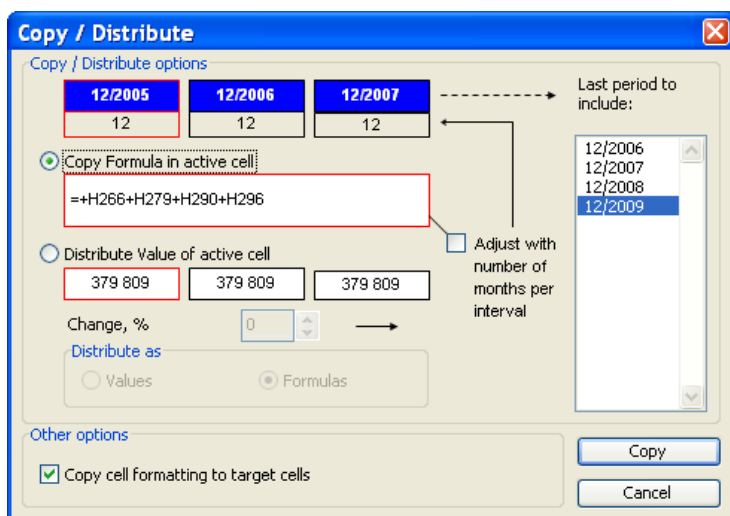 Copy / Distribute
Copy / Distribute options
12/2005 12/2006 12/2007
12 12 12
Last period to
include:
12/2006
12/2007
12/2008
12/2009
Copy Formula in active cell
=+H266+H279+H290+H296
Adjust with
number of
months per
interval
Distribute Value of active cell
379 809 379 809 379 809
Change, % 0
Distribute as
Values Formulas
Other options
Copy cell formatting to target cells
Copy
Cancel